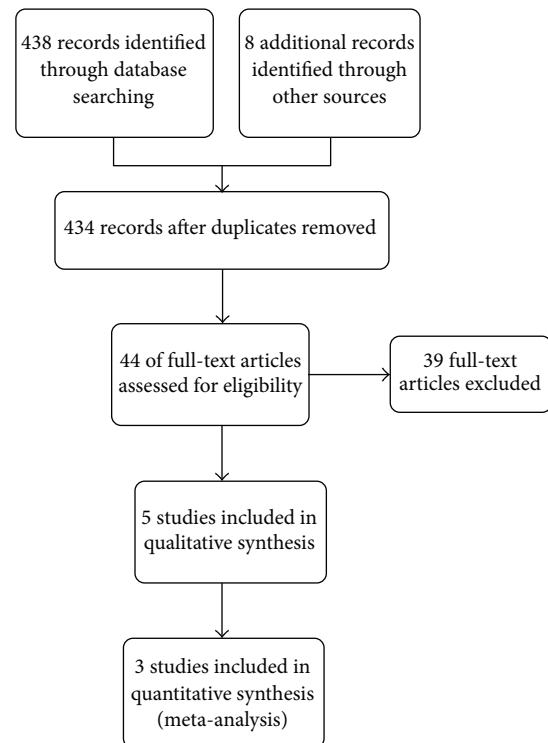 438 records identified
through database
searching
8 additional records
identified through
other sources
434 records after duplicates removed
44 of full-text articles
assessed for eligibility
39 full-text
articles excluded
5 studies included in
qualitative synthesis
3 studies included in
quantitative synthesis
(meta-analysis)